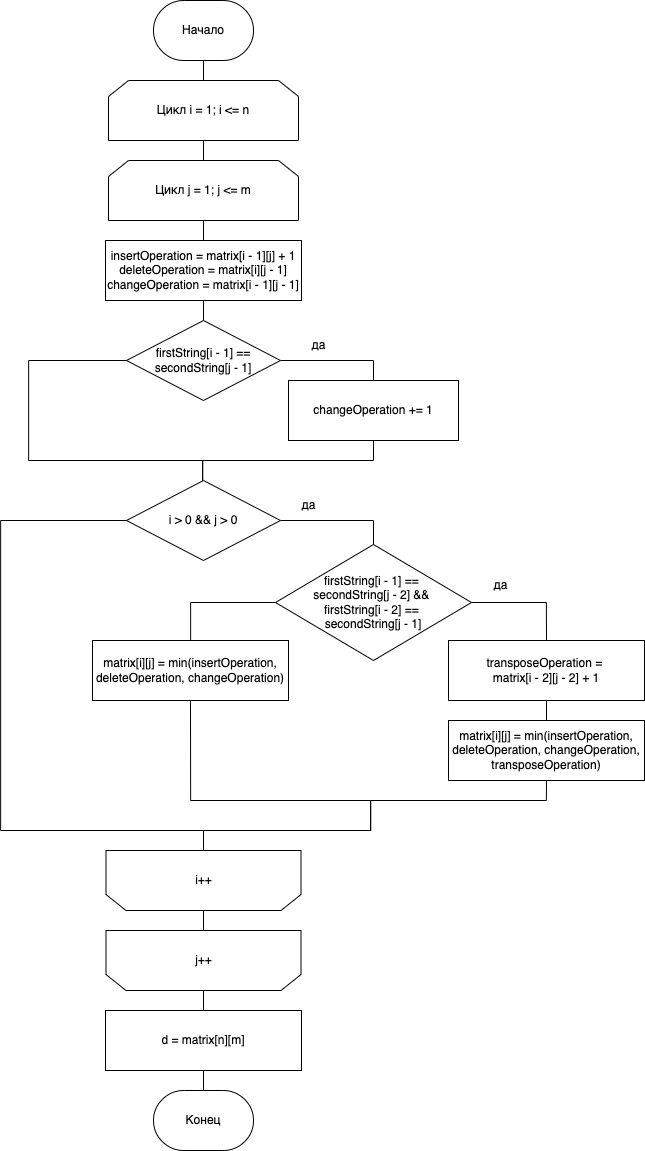 Начало
Цикл i = 1; i <= n
Цикл j = 1; j <= m
insertOperation = matrix[i - 1][j] + 1
deleteOperation = matrix[i][j - 1]
changeOperation = matrix[i - 1][j - 1]
firstString[i - 1] ==
secondString[j - 1]
да
changeOperation += 1
i > 0 && j > 0
да
firstString[i - 1] ==
secondString[j - 2] &&
firstString[i - 2] ==
secondString[j - 1]
да
matrix[i][j] = min(insertOperation,
deleteOperation, changeOperation)
transposeOperation =
matrix[i - 2][j - 2] + 1
matrix[i][j] = min(insertOperation,
deleteOperation, changeOperation,
transposeOperation)
i++
j++
d = matrix[n][m]
Конец